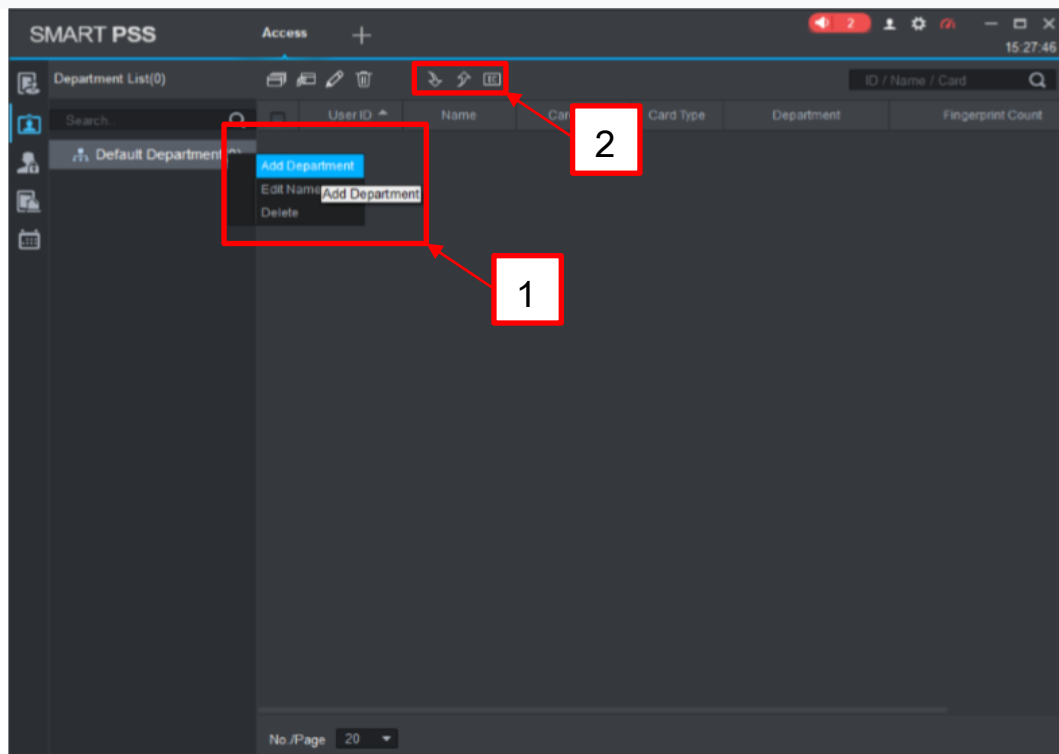 SMART PSS
Access
2
15:27:46
Department List(0)
ID / Name / Card
Search..
User ID
Name
Card Type
Department
Fingerprint Count
2
Default Department
Add Department
Edit Name
Add Department
Delete
1
No./Page 20